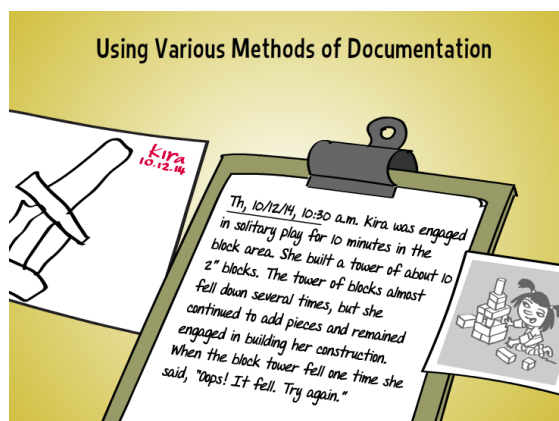 Using Various Methods of Documentation
Kira
10.12.14
Th, 10/12/14, 10:30 a.m. Kira was engaged
in solitary play for 10 minutes in the
block area. She built a tower of about 10
2" blocks. The tower of blocks almost
fell down several times, but she
continued to add pieces and remained
engaged in building her construction.
When the block tower fell one time she
said, "Oops! It fell. Try again."